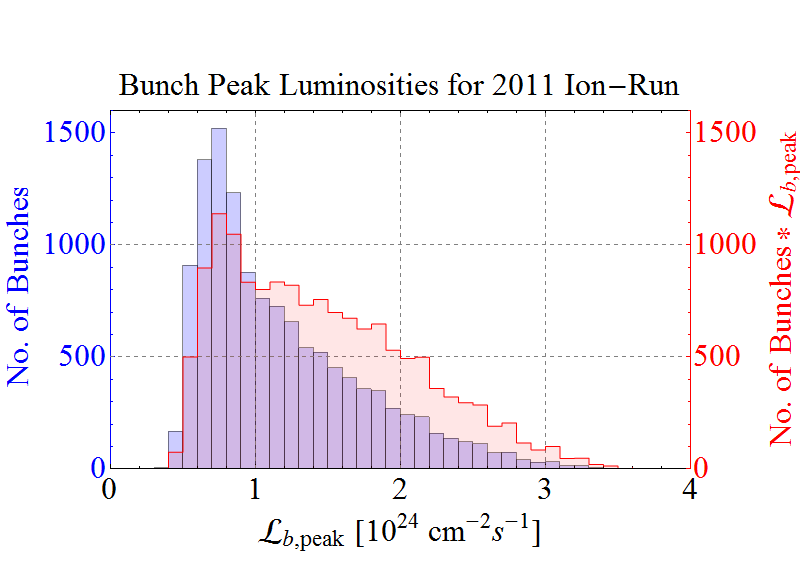 Bunch Peak Luminosities for 2011 Ion−Run
No. of Bunches
1500
1000
500
0
1500
1000
500
0
No. of Bunches * ℒb,peak
0 1 2 3 4
ℒb,peak [10²⁴ cm⁻²s⁻¹]